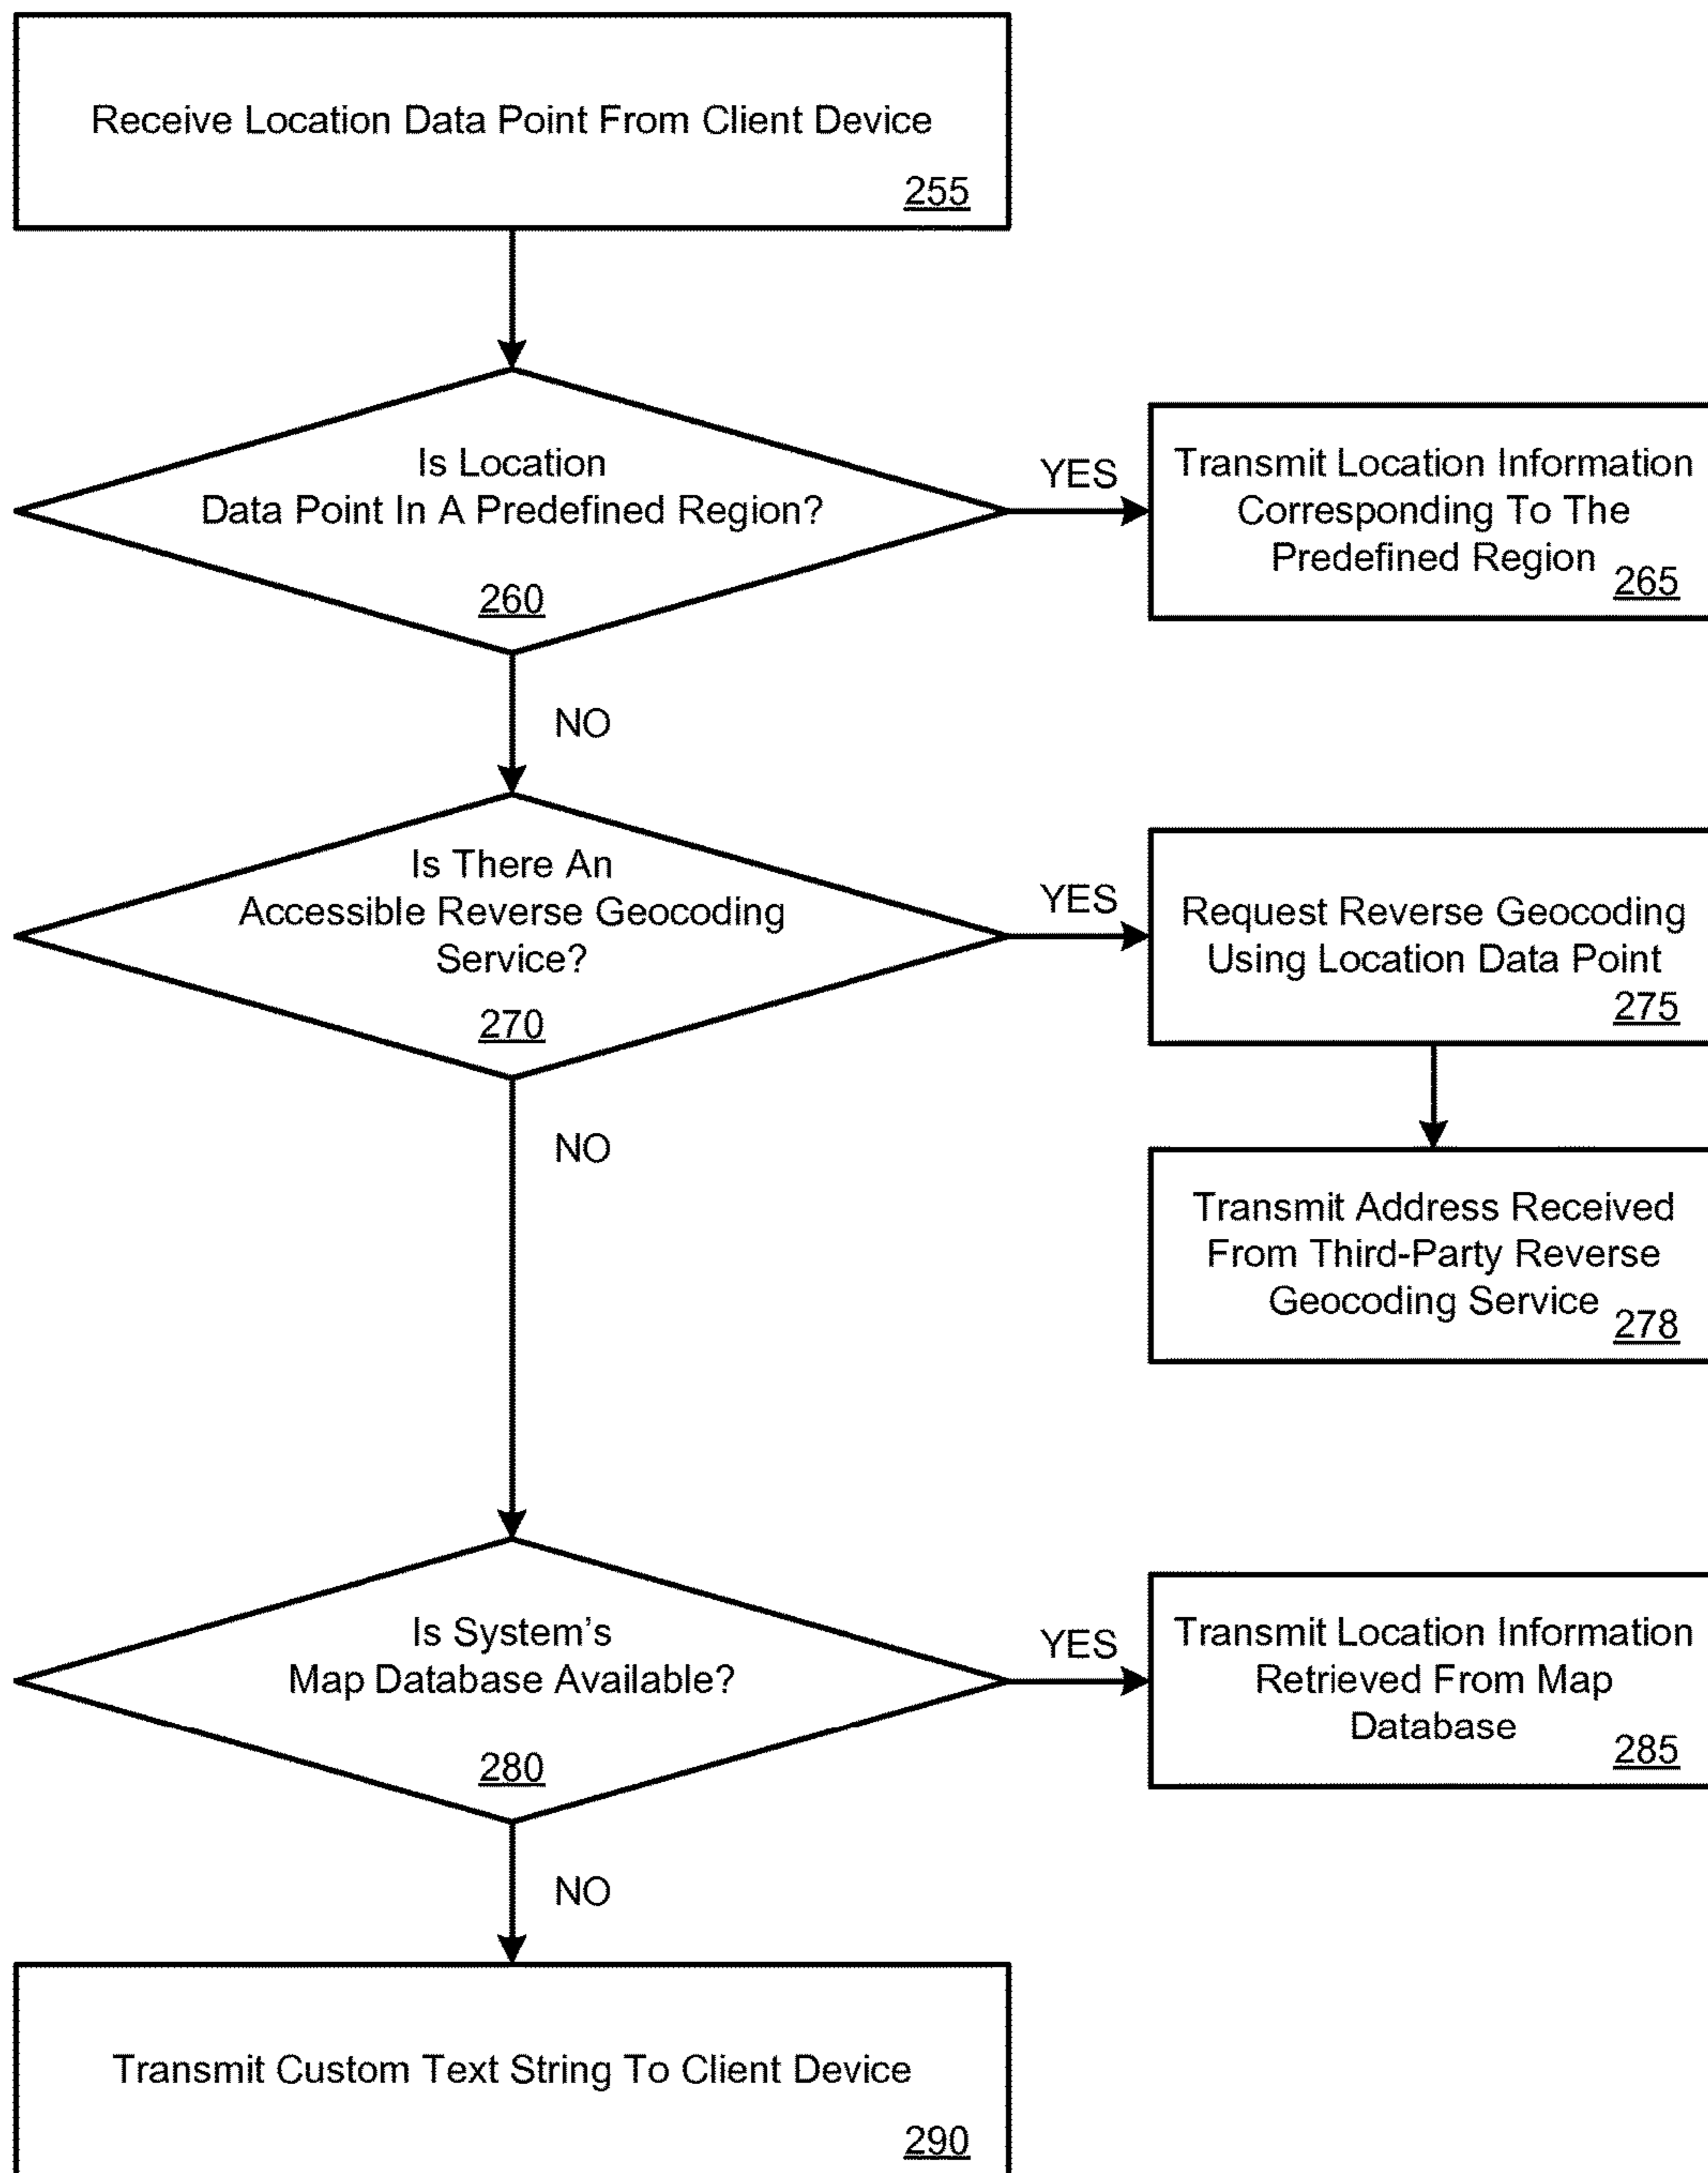 Receive Location Data Point From Client Device
255
Is Location
Data Point In A Predefined Region?
260
YES
Transmit Location Information
Corresponding To The
Predefined Region
265
NO
Is There An
Accessible Reverse Geocoding
Service?
270
YES
Request Reverse Geocoding
Using Location Data Point
275
NO
Transmit Address Received
From Third-Party Reverse
Geocoding Service
278
Is System's
Map Database Available?
280
YES
Transmit Location Information
Retrieved From Map
Database
285
NO
Transmit Custom Text String To Client Device
290